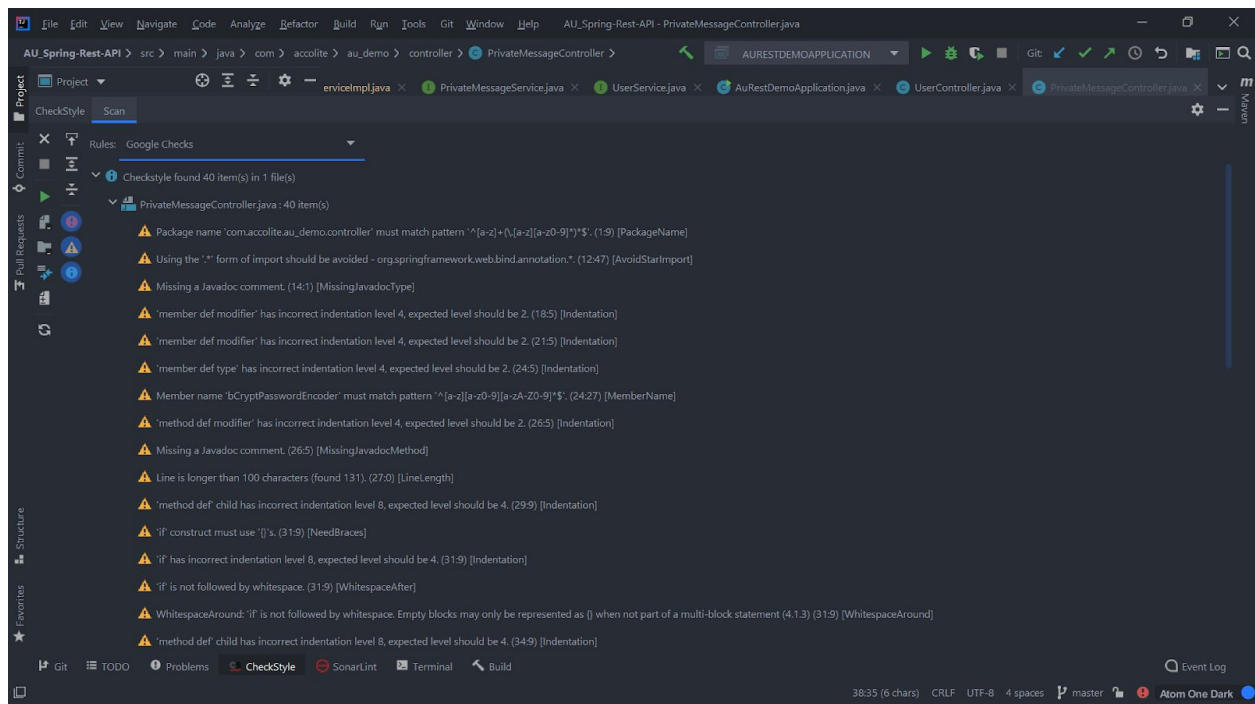 File Edit View Navigate Code Analyze Refactor Build Run Tools Git Window Help AU_Spring-Rest-API - PrivateMessageController.java
AU_Spring-Rest-API > src > main > java > com > accolite > au_demo > controller > PrivateMessageController > AURESTDEMOAPPLICATION Git:
Project Project erviceImpl.java PrivateMessageService.java UserService.java AuRestDemoApplication.java UserController.java PrivateMessageController.java Maven
CheckStyle Scan
Commit
Pull Requests
Rules: Google Checks
Checkstyle found 40 item(s) in 1 file(s)
PrivateMessageController.java : 40 item(s)
Package name 'com.accolite.au_demo.controller' must match pattern '^[a-z]+(\.[a-z][a-z0-9]*)*$'. (1:9) [PackageName]
Using the '.*' form of import should be avoided - org.springframework.web.bind.annotation.*. (12:47) [AvoidStarImport]
Missing a Javadoc comment. (14:1) [MissingJavadocType]
'member def modifier' has incorrect indentation level 4, expected level should be 2. (18:5) [Indentation]
'member def modifier' has incorrect indentation level 4, expected level should be 2. (21:5) [Indentation]
'member def type' has incorrect indentation level 4, expected level should be 2. (24:5) [Indentation]
Member name 'bCryptPasswordEncoder' must match pattern '^[a-z][a-z0-9][a-zA-Z0-9]*$'. (24:27) [MemberName]
'method def modifier' has incorrect indentation level 4, expected level should be 2. (26:5) [Indentation]
Missing a Javadoc comment. (26:5) [MissingJavadocMethod]
Line is longer than 100 characters (found 131). (27:0) [LineLength]
'method def' child has incorrect indentation level 8, expected level should be 4. (29:9) [Indentation]
'if' construct must use '{}'s. (31:9) [NeedBraces]
'if' has incorrect indentation level 8, expected level should be 4. (31:9) [Indentation]
'if' is not followed by whitespace. (31:9) [WhitespaceAfter]
WhitespaceAround: 'if' is not followed by whitespace. Empty blocks may only be represented as {} when not part of a multi-block statement (4.1.3) (31:9) [WhitespaceAround]
'method def' child has incorrect indentation level 8, expected level should be 4. (34:9) [Indentation]
Structure
Favorites
Git TODO Problems CheckStyle SonarLint Terminal Build Event Log
38:35 (6 chars) CRLF UTF-8 4 spaces master Atom One Dark